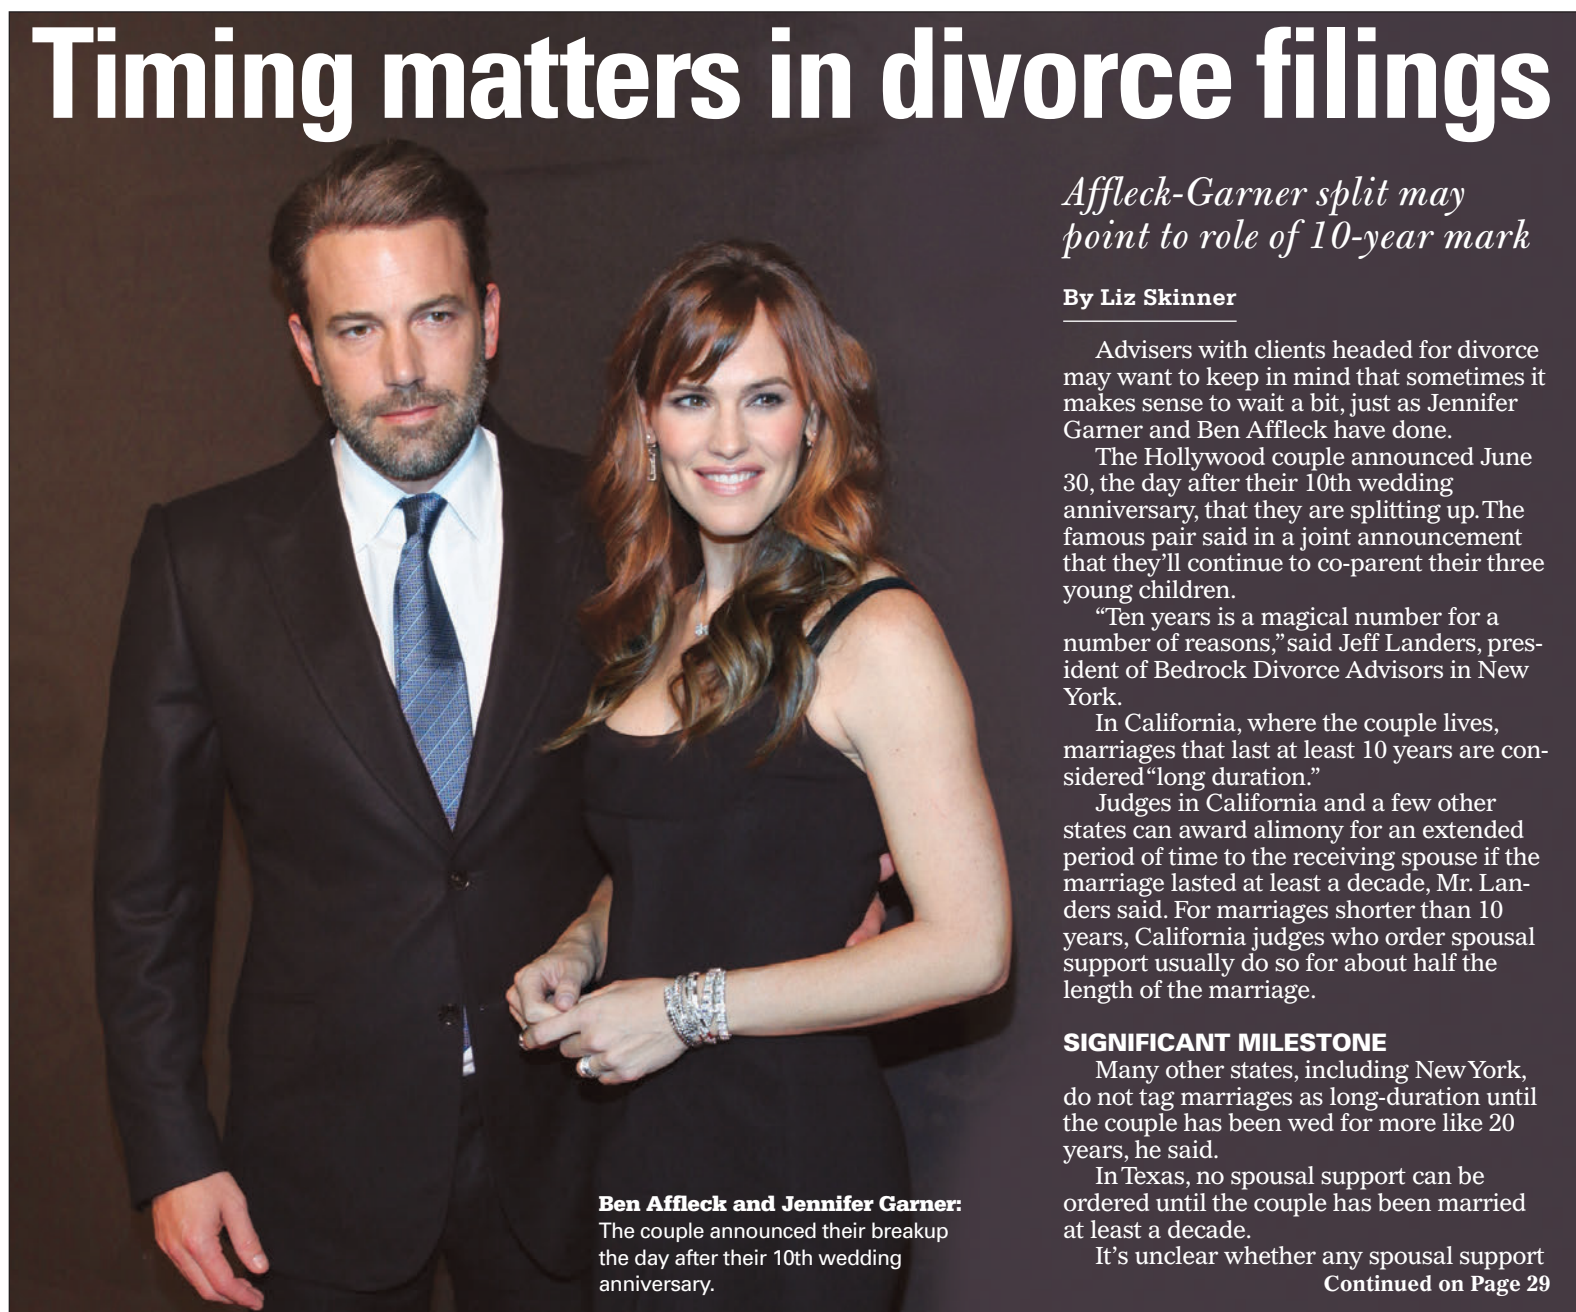 Timing matters in divorce filings
Affleck-Garner split may
point to role of 10-year mark
By Liz Skinner
Advisers with clients headed for divorce
may want to keep in mind that sometimes it
makes sense to wait a bit, just as Jennifer
Garner and Ben Affleck have done.
The Hollywood couple announced June
30, the day after their 10th wedding
anniversary, that they are splitting up. The
famous pair said in a joint announcement
that they’ll continue to co-parent their three
young children.
“Ten years is a magical number for a
number of reasons,” said Jeff Landers, pres-
ident of Bedrock Divorce Advisors in New
York.
In California, where the couple lives,
marriages that last at least 10 years are con-
sidered “long duration.”
Judges in California and a few other
states can award alimony for an extended
period of time to the receiving spouse if the
marriage lasted at least a decade, Mr. Lan-
ders said. For marriages shorter than 10
years, California judges who order spousal
support usually do so for about half the
length of the marriage.
SIGNIFICANT MILESTONE
Many other states, including New York,
do not tag marriages as long-duration until
the couple has been wed for more like 20
years, he said.
In Texas, no spousal support can be
ordered until the couple has been married
at least a decade.
It’s unclear whether any spousal support
Continued on Page 29
Ben Affleck and Jennifer Garner:
The couple announced their breakup
the day after their 10th wedding
anniversary.